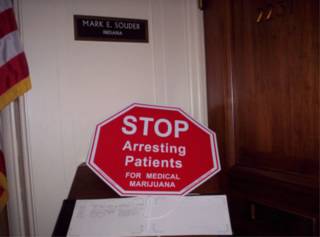 MARK E. SOUDER
INDIANA
STOP
Arresting
Patients
FOR MEDICAL
MARIJUANA